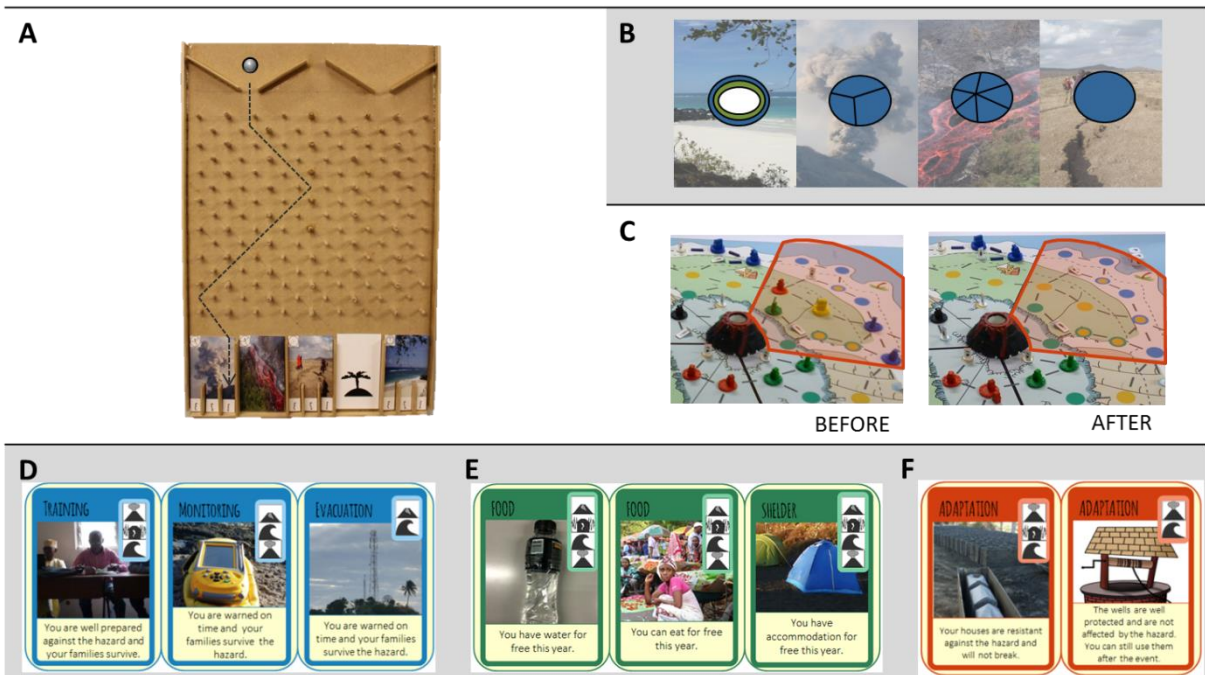 A
B
C
BEFORE
AFTER
D
TRAINING
You are well prepared
against the hazard and
your families survive.
MONITORING
You are warned on
time and your
families survive the
hazard.
EVACUATION
You are warned on
time and your families
survive the hazard.
E
FOOD
You have water for
free this year.
FOOD
You can eat for free
this year.
SHELDER
You have
accommodation for
free this year.
F
ADAPTATION
Your houses are resistant
against the hazard and
will not break.
ADAPTATION
The wells are well
protected and are not
affected by the hazard.
You can still use them
after the event.